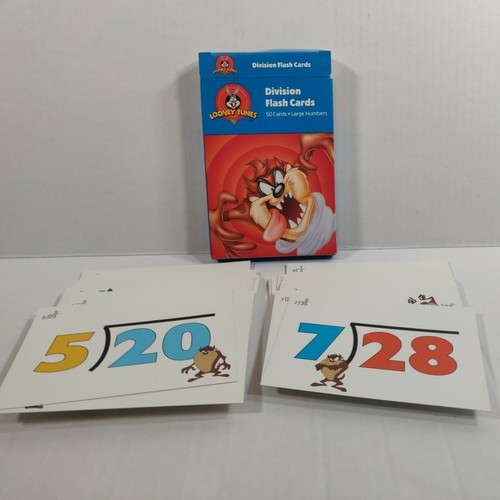 Division Flash Cards
LOONEY TUNES
Division
Flash Cards
50 Cards • Large Numbers
5)20
7)28